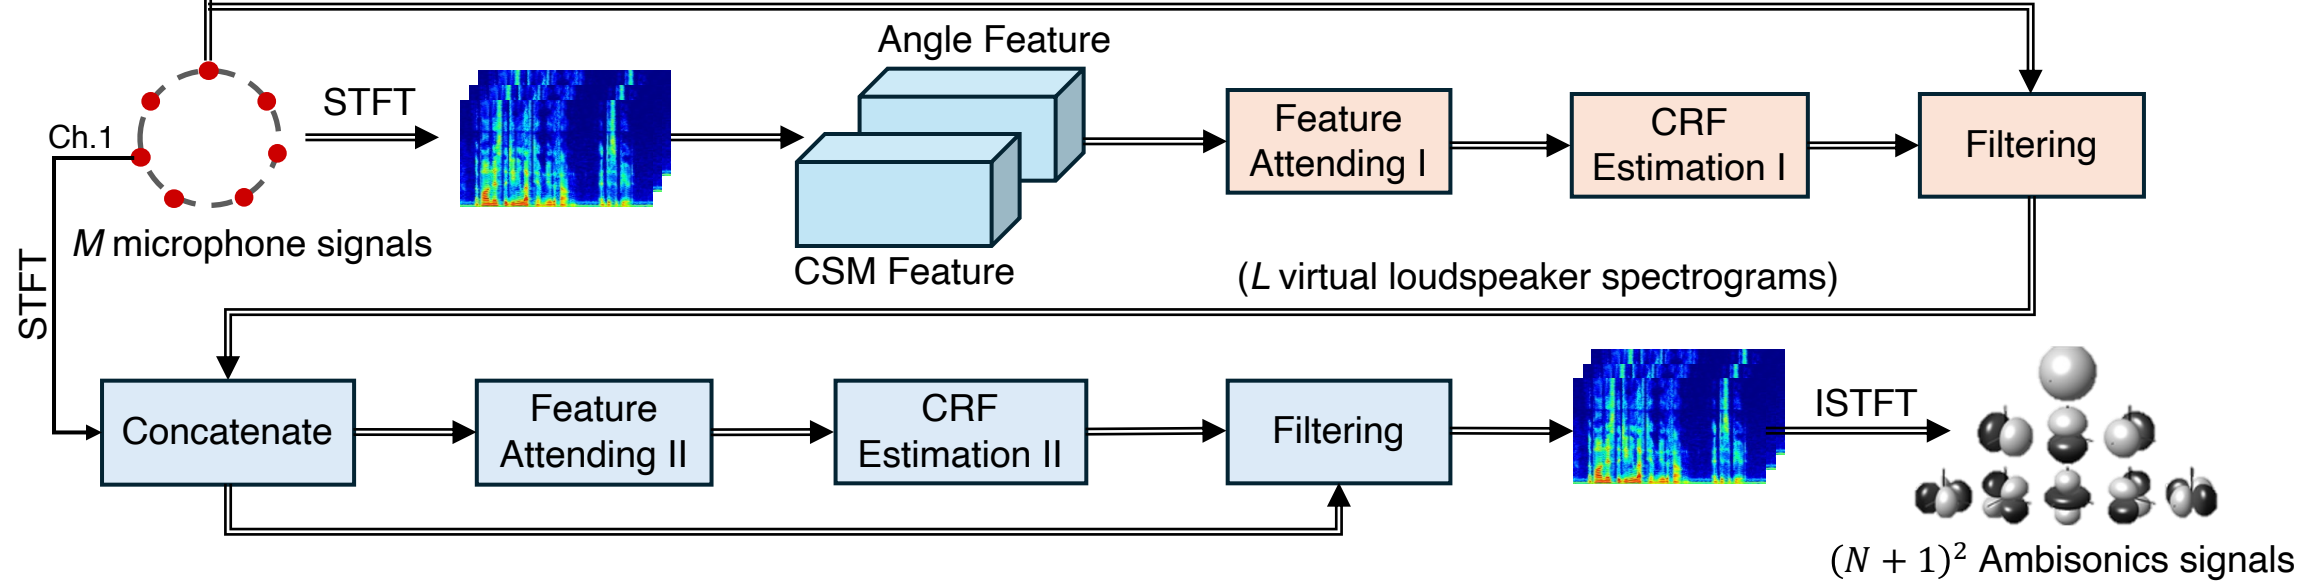 Angle Feature
STFT
Ch.1
Feature
Attending I
CRF
Estimation I
Filtering
M microphone signals
CSM Feature
(L virtual loudspeaker spectrograms)
STFT
Concatenate
Feature
Attending II
CRF
Estimation II
Filtering
ISTFT
(N + 1)² Ambisonics signals